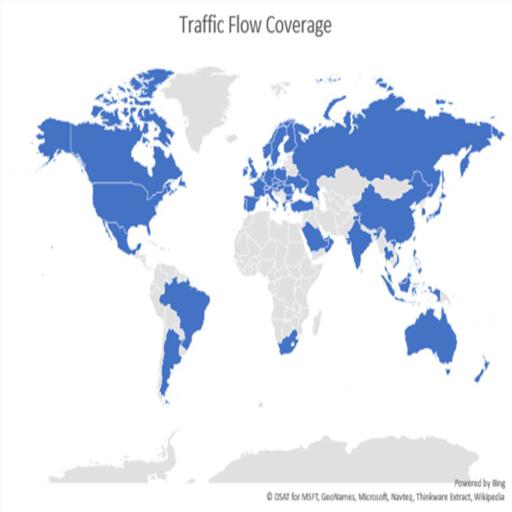 Traffic Flow Coverage
Powered by Bing
© DSAT for MSFT, GeoNames, Microsoft, Navteq, Thinkware Extract, Wikipedia